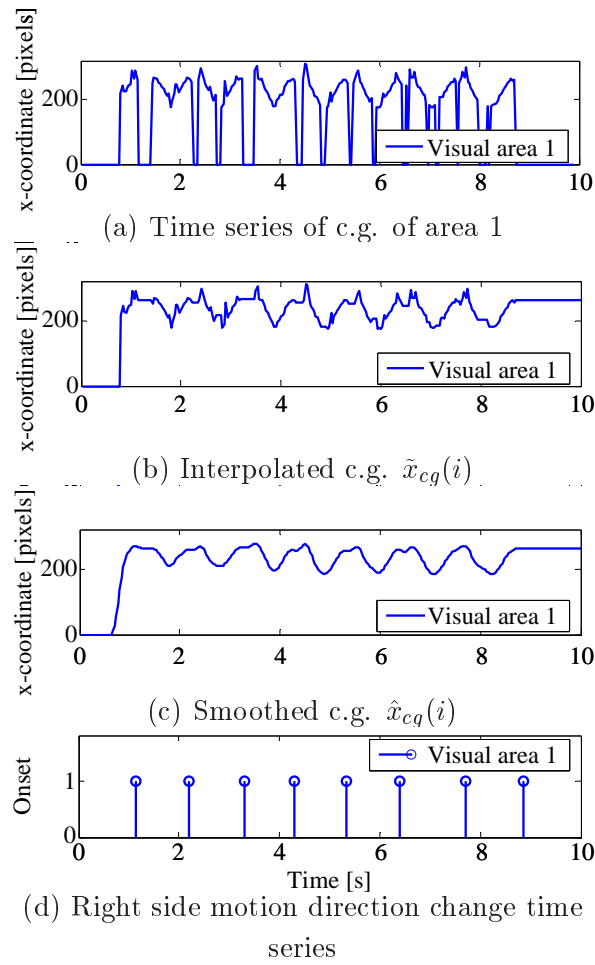 x-coordinate [pixels]
200
0
Visual area 1
0 2 4 6 8 10
(a) Time series of c.g. of area 1
x-coordinate [pixels]
200
0
Visual area 1
0 2 4 6 8 10
(b) Interpolated c.g. x̃cg(i)
x-coordinate [pixels]
200
0
Visual area 1
0 2 4 6 8 10
(c) Smoothed c.g. x̂cg(i)
Onset
1
0
Visual area 1
0 2 4 6 8 10
Time [s]
(d) Right side motion direction change time
series